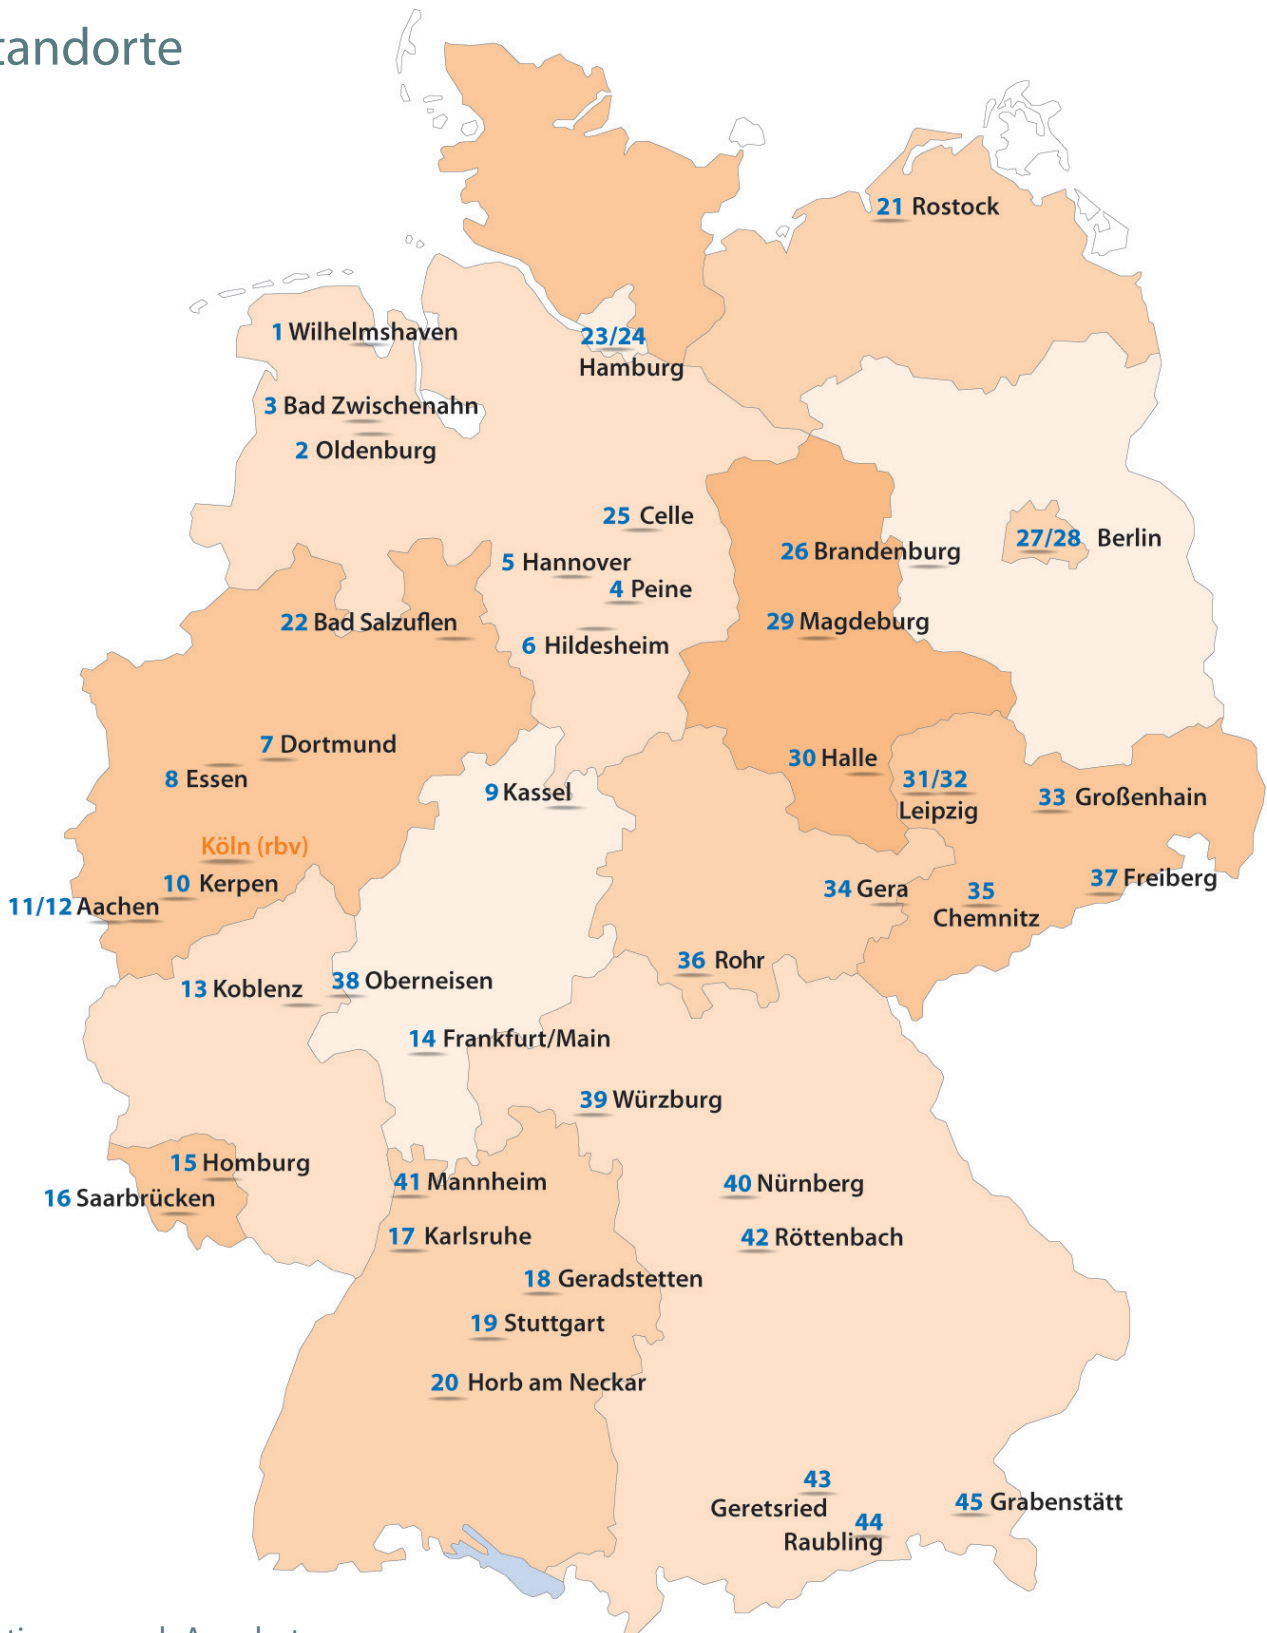 tandorte
21 Rostock
1 Wilhelmshaven
23/24
Hamburg
3 Bad Zwischenahn
2 Oldenburg
25 Celle
27/28 Berlin
26 Brandenburg
5 Hannover
4 Peine
22 Bad Salzuflen
29 Magdeburg
6 Hildesheim
7 Dortmund
30 Halle
8 Essen
31/32
Leipzig
9 Kassel
33 Großenhain
Köln (rbv)
10 Kerpen
37 Freiberg
34 Gera
35
Chemnitz
11/12 Aachen
36 Rohr
38 Oberneisen
13 Koblenz
14 Frankfurt/Main
39 Würzburg
15 Homburg
41 Mannheim
40 Nürnberg
16 Saarbrücken
17 Karlsruhe
42 Röttenbach
18 Geradstetten
19 Stuttgart
20 Horb am Neckar
43
Geretsried
45 Grabenstätt
44
Raubling